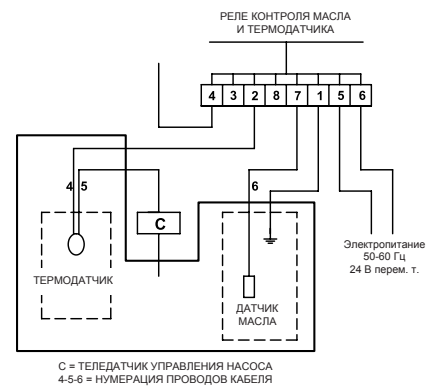 РЕЛЕ КОНТРОЛЯ МАСЛА
И ТЕРМОДАТЧИКА
4 3 2 8 7 1 5 6
4 5
6
С
ТЕРМОДАТЧИК
ДАТЧИК
МАСЛА
Электропитание
50-60 Гц
24 В перем. т.
С = ТЕЛЕДАТЧИК УПРАВЛЕНИЯ НАСОСА
4-5-6 = НУМЕРАЦИЯ ПРОВОДОВ КАБЕЛЯ